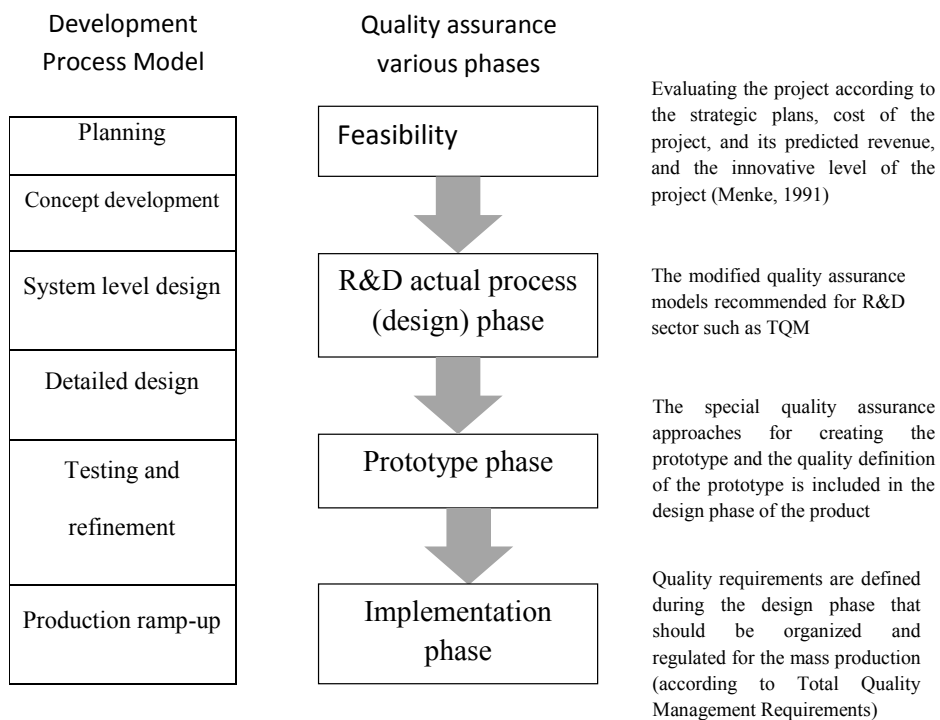 Development
Process Model
Planning
Concept development
System level design
Detailed design
Testing and
refinement
Production ramp-up
Quality assurance
various phases
Feasibility
R&D actual process
(design) phase
Prototype phase
Implementation
phase
Evaluating the project according to
the strategic plans, cost of the
project, and its predicted revenue,
and the innovative level of the
project (Menke, 1991)
The modified quality assurance
models recommended for R&D
sector such as TQM
The special quality assurance
approaches for creating the
prototype and the quality definition
of the prototype is included in the
design phase of the product
Quality requirements are defined
during the design phase that
should be organized and
regulated for the mass production
(according to Total Quality
Management Requirements)